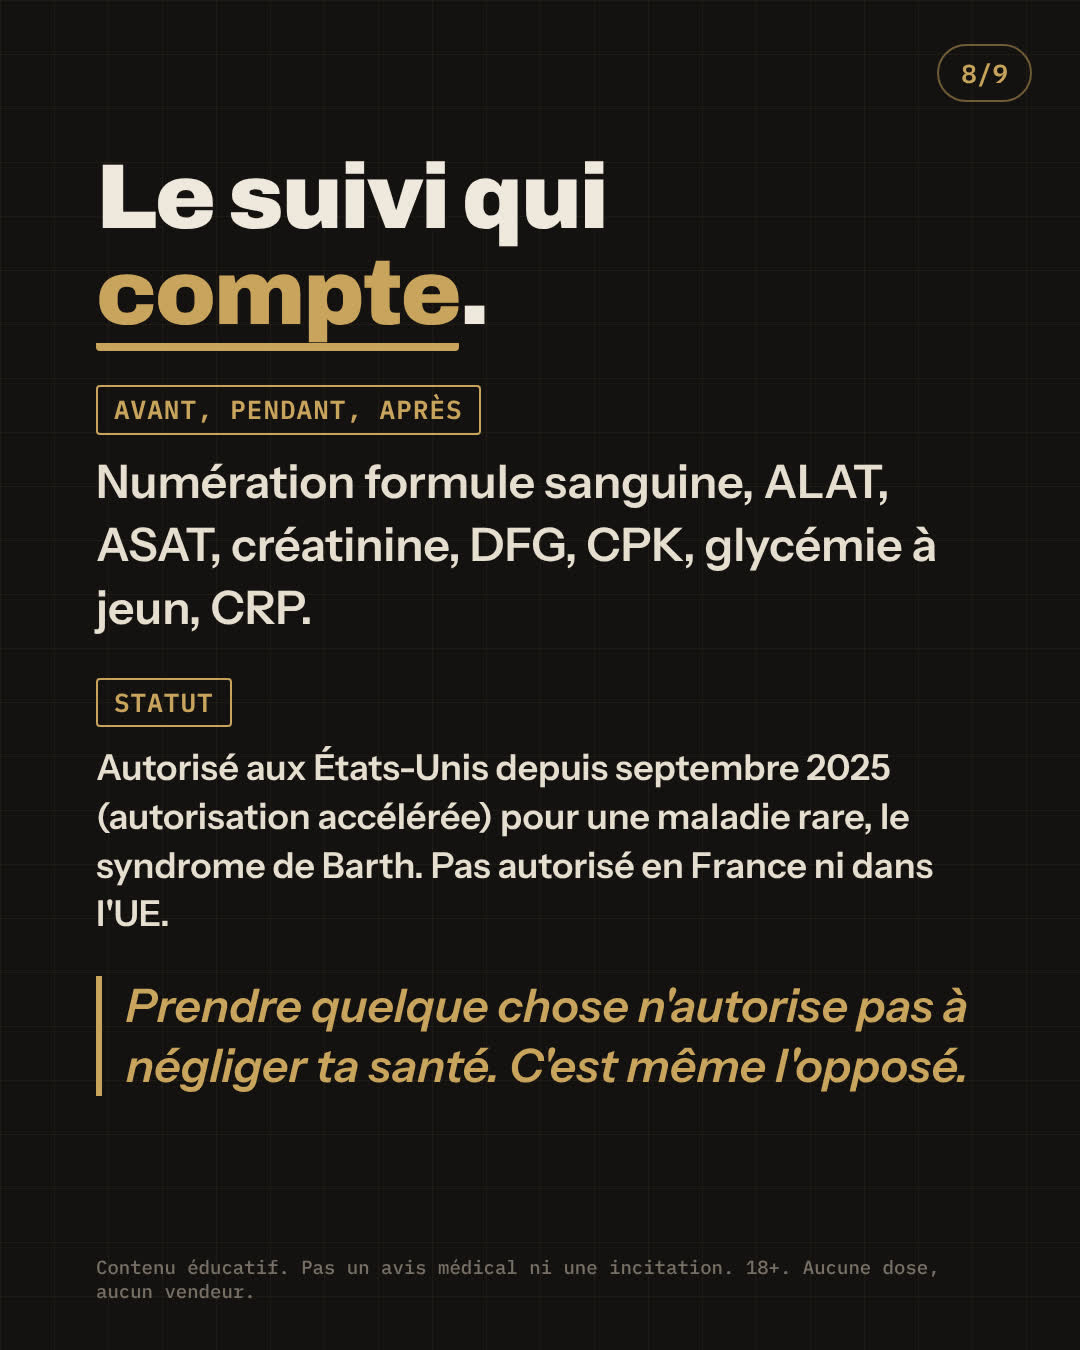 8/9
Le suivi qui
compte.
AVANT, PENDANT, APRÈS
Numération formule sanguine, ALAT,
ASAT, créatinine, DFG, CPK, glycémie à
jeun, CRP.
STATUT
Autorisé aux États-Unis depuis septembre 2025
(autorisation accélérée) pour une maladie rare, le
syndrome de Barth. Pas autorisé en France ni dans
l'UE.
Prendre quelque chose n'autorise pas à
négliger ta santé. C'est même l'opposé.
Contenu éducatif. Pas un avis médical ni une incitation. 18+. Aucune dose,
aucun vendeur.